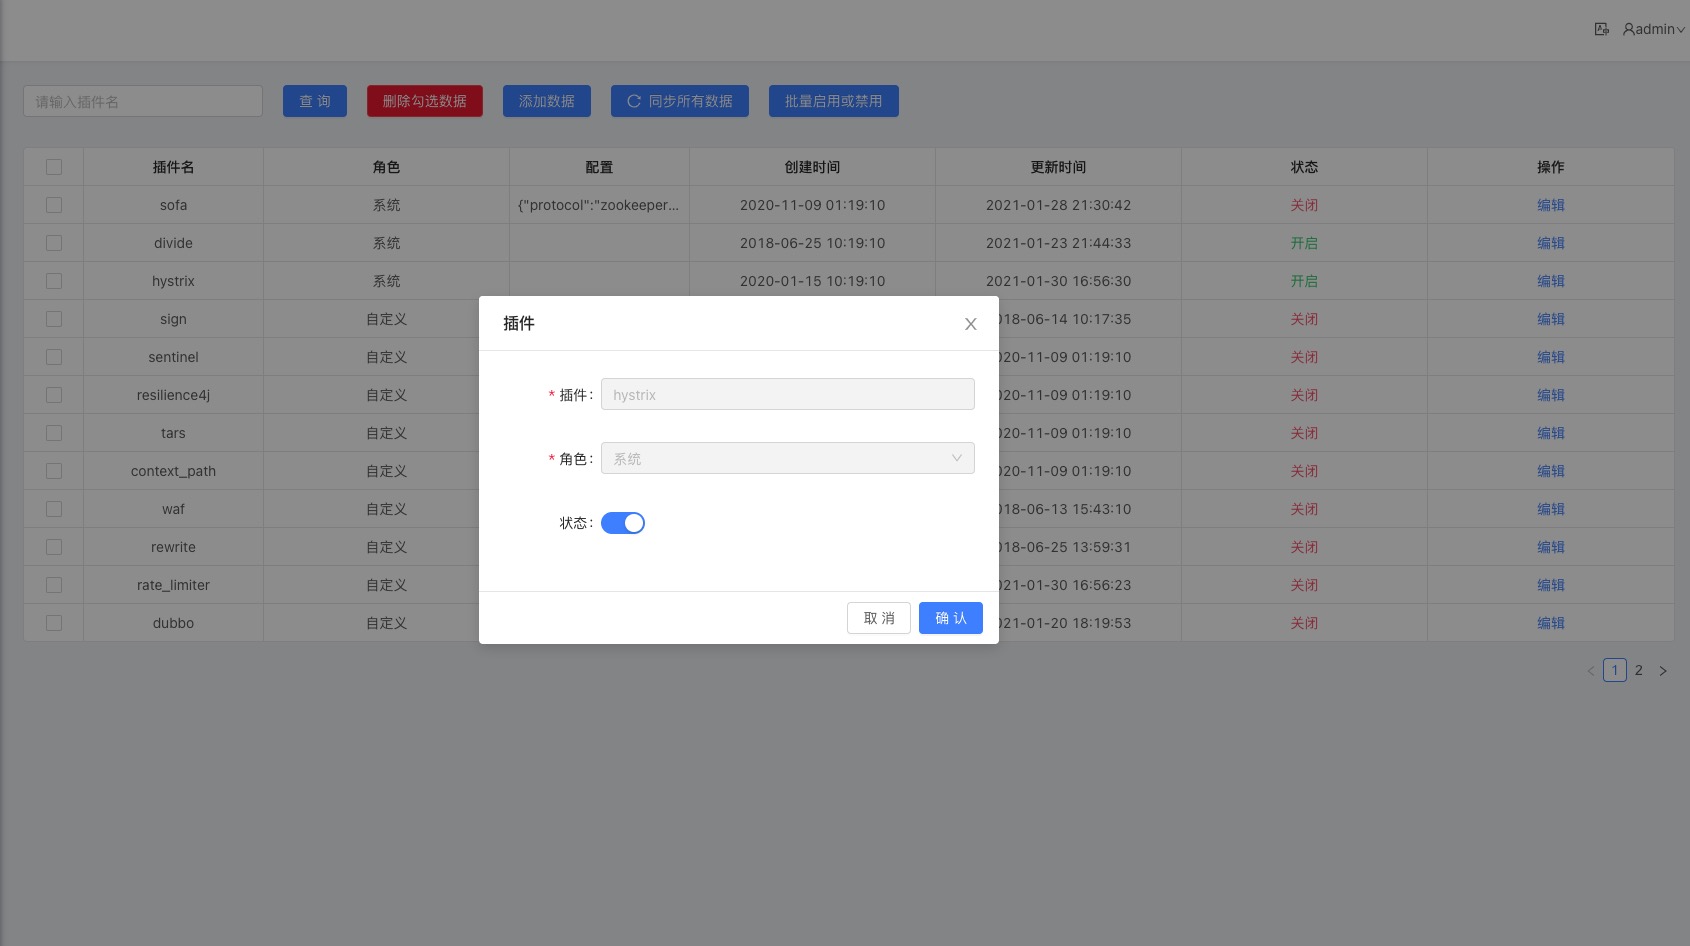 admin
请输入插件名 查 询 删除勾选数据 添加数据 同步所有数据 批量启用或禁用
插件名 角色 配置 创建时间 更新时间 状态 操作
sofa 系统 {"protocol":"zookeeper... 2020-11-09 01:19:10 2021-01-28 21:30:42 关闭 编辑
divide 系统 2018-06-25 10:19:10 2021-01-23 21:44:33 开启 编辑
hystrix 系统 2020-01-15 10:19:10 2021-01-30 16:56:30 开启 编辑
sign 自定义 18-06-14 10:17:35 关闭 编辑
sentinel 自定义 20-11-09 01:19:10 关闭 编辑
resilience4j 自定义 20-11-09 01:19:10 关闭 编辑
tars 自定义 20-11-09 01:19:10 关闭 编辑
context_path 自定义 20-11-09 01:19:10 关闭 编辑
waf 自定义 18-06-13 15:43:10 关闭 编辑
rewrite 自定义 18-06-25 13:59:31 关闭 编辑
rate_limiter 自定义 21-01-30 16:56:23 关闭 编辑
dubbo 自定义 21-01-20 18:19:53 关闭 编辑
插件
* 插件: hystrix
* 角色: 系统
状态:
取 消 确 认
1 2